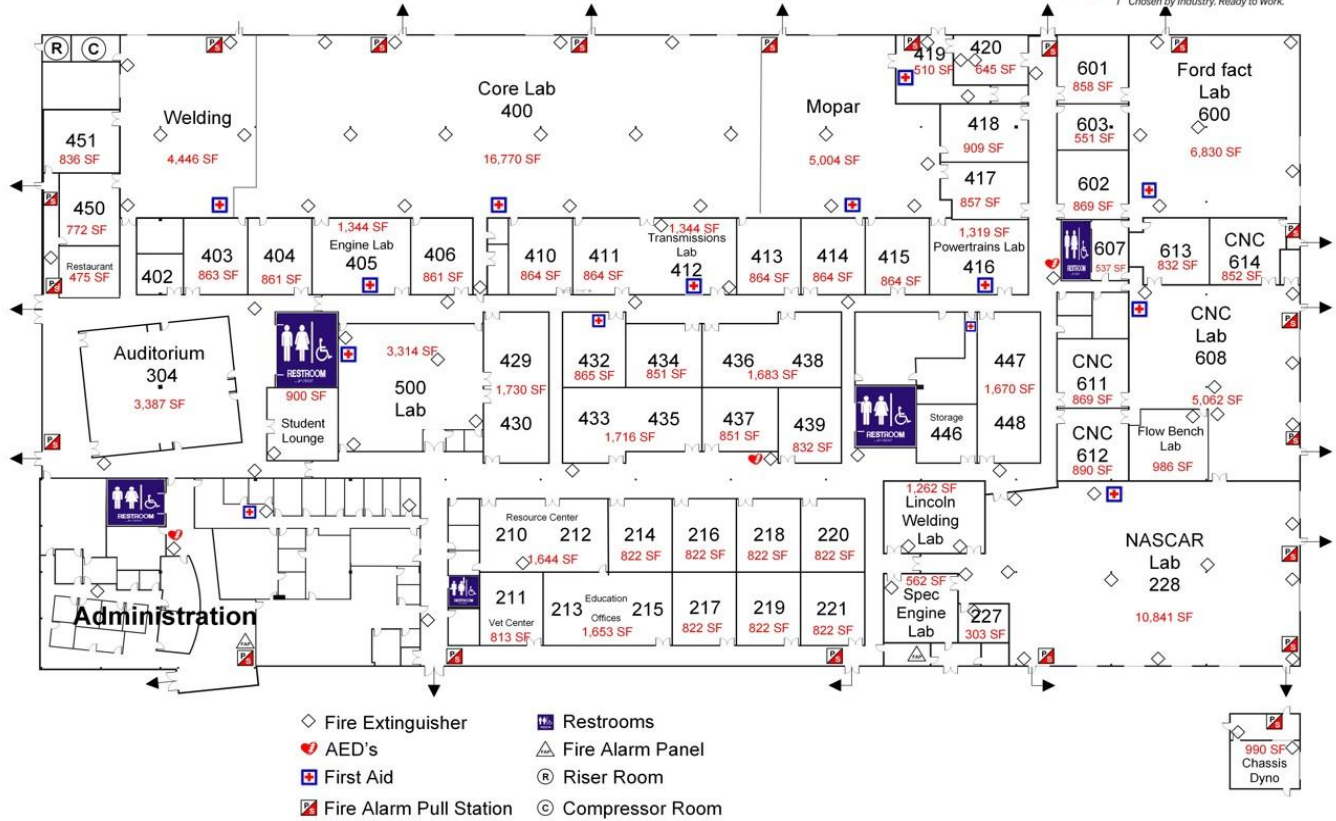 Chosen by Industry. Ready to Work.
R
C
Welding
4,446 SF
Core Lab
400
16,770 SF
Mopar
5,004 SF
419
510 SF
420
645 SF
418
909 SF
417
857 SF
601
858 SF
603
551 SF
602
869 SF
Ford fact
Lab
600
6,830 SF
451
836 SF
450
772 SF
Restaurant
475 SF
402
403
863 SF
404
861 SF
1,344 SF
Engine Lab
405
406
861 SF
410
864 SF
411
864 SF
1,344 SF
Transmissions
Lab
412
413
864 SF
414
864 SF
415
864 SF
1,319 SF
Powertrains Lab
416
RESTROOM
607
537 SF
613
832 SF
CNC
614
852 SF
Auditorium
304
3,387 SF
RESTROOM
900 SF
Student
Lounge
3,314 SF
500
Lab
429
1,730 SF
430
432
865 SF
434
851 SF
436
438
1,683 SF
433
435
1,716 SF
437
851 SF
439
832 SF
RESTROOM
Storage
446
447
1,670 SF
448
CNC
611
869 SF
CNC
612
890 SF
CNC
Lab
608
5,062 SF
Flow Bench
Lab
986 SF
RESTROOM
Administration
FAP
Resource Center
210
212
1,644 SF
214
822 SF
216
822 SF
218
822 SF
220
822 SF
211
Vet Center
813 SF
213
Education
Offices
215
1,653 SF
217
822 SF
219
822 SF
221
822 SF
1,262 SF
Lincoln
Welding
Lab
562 SF
Spec
Engine
Lab
227
303 SF
FAP
NASCAR
Lab
228
10,841 SF
990 SF
Chassis
Dyno
Fire Extinguisher
AED's
First Aid
P S Fire Alarm Pull Station
Restrooms
FAP Fire Alarm Panel
R Riser Room
C Compressor Room